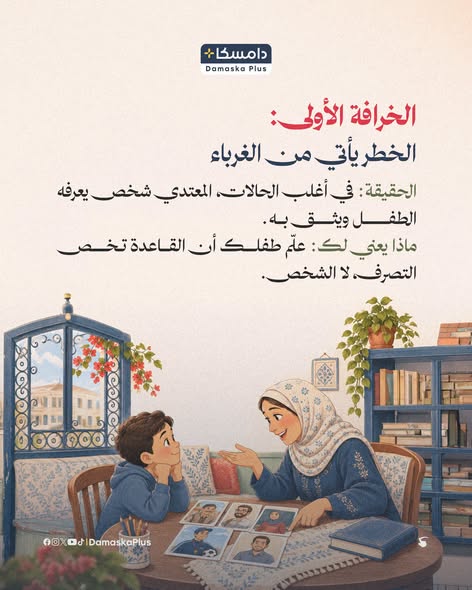 دامسكا+
Damaska Plus
الخرافة الأولى:
الخطر يأتي من الغرباء
الحقيقة: في أغلب الحالات، المعتدي شخص يعرفه
الطفل ويثق به.
ماذا يعني لك: علّم طفلك أن القاعدة تخص
التصرف، لا الشخص.
DamaskaPlus